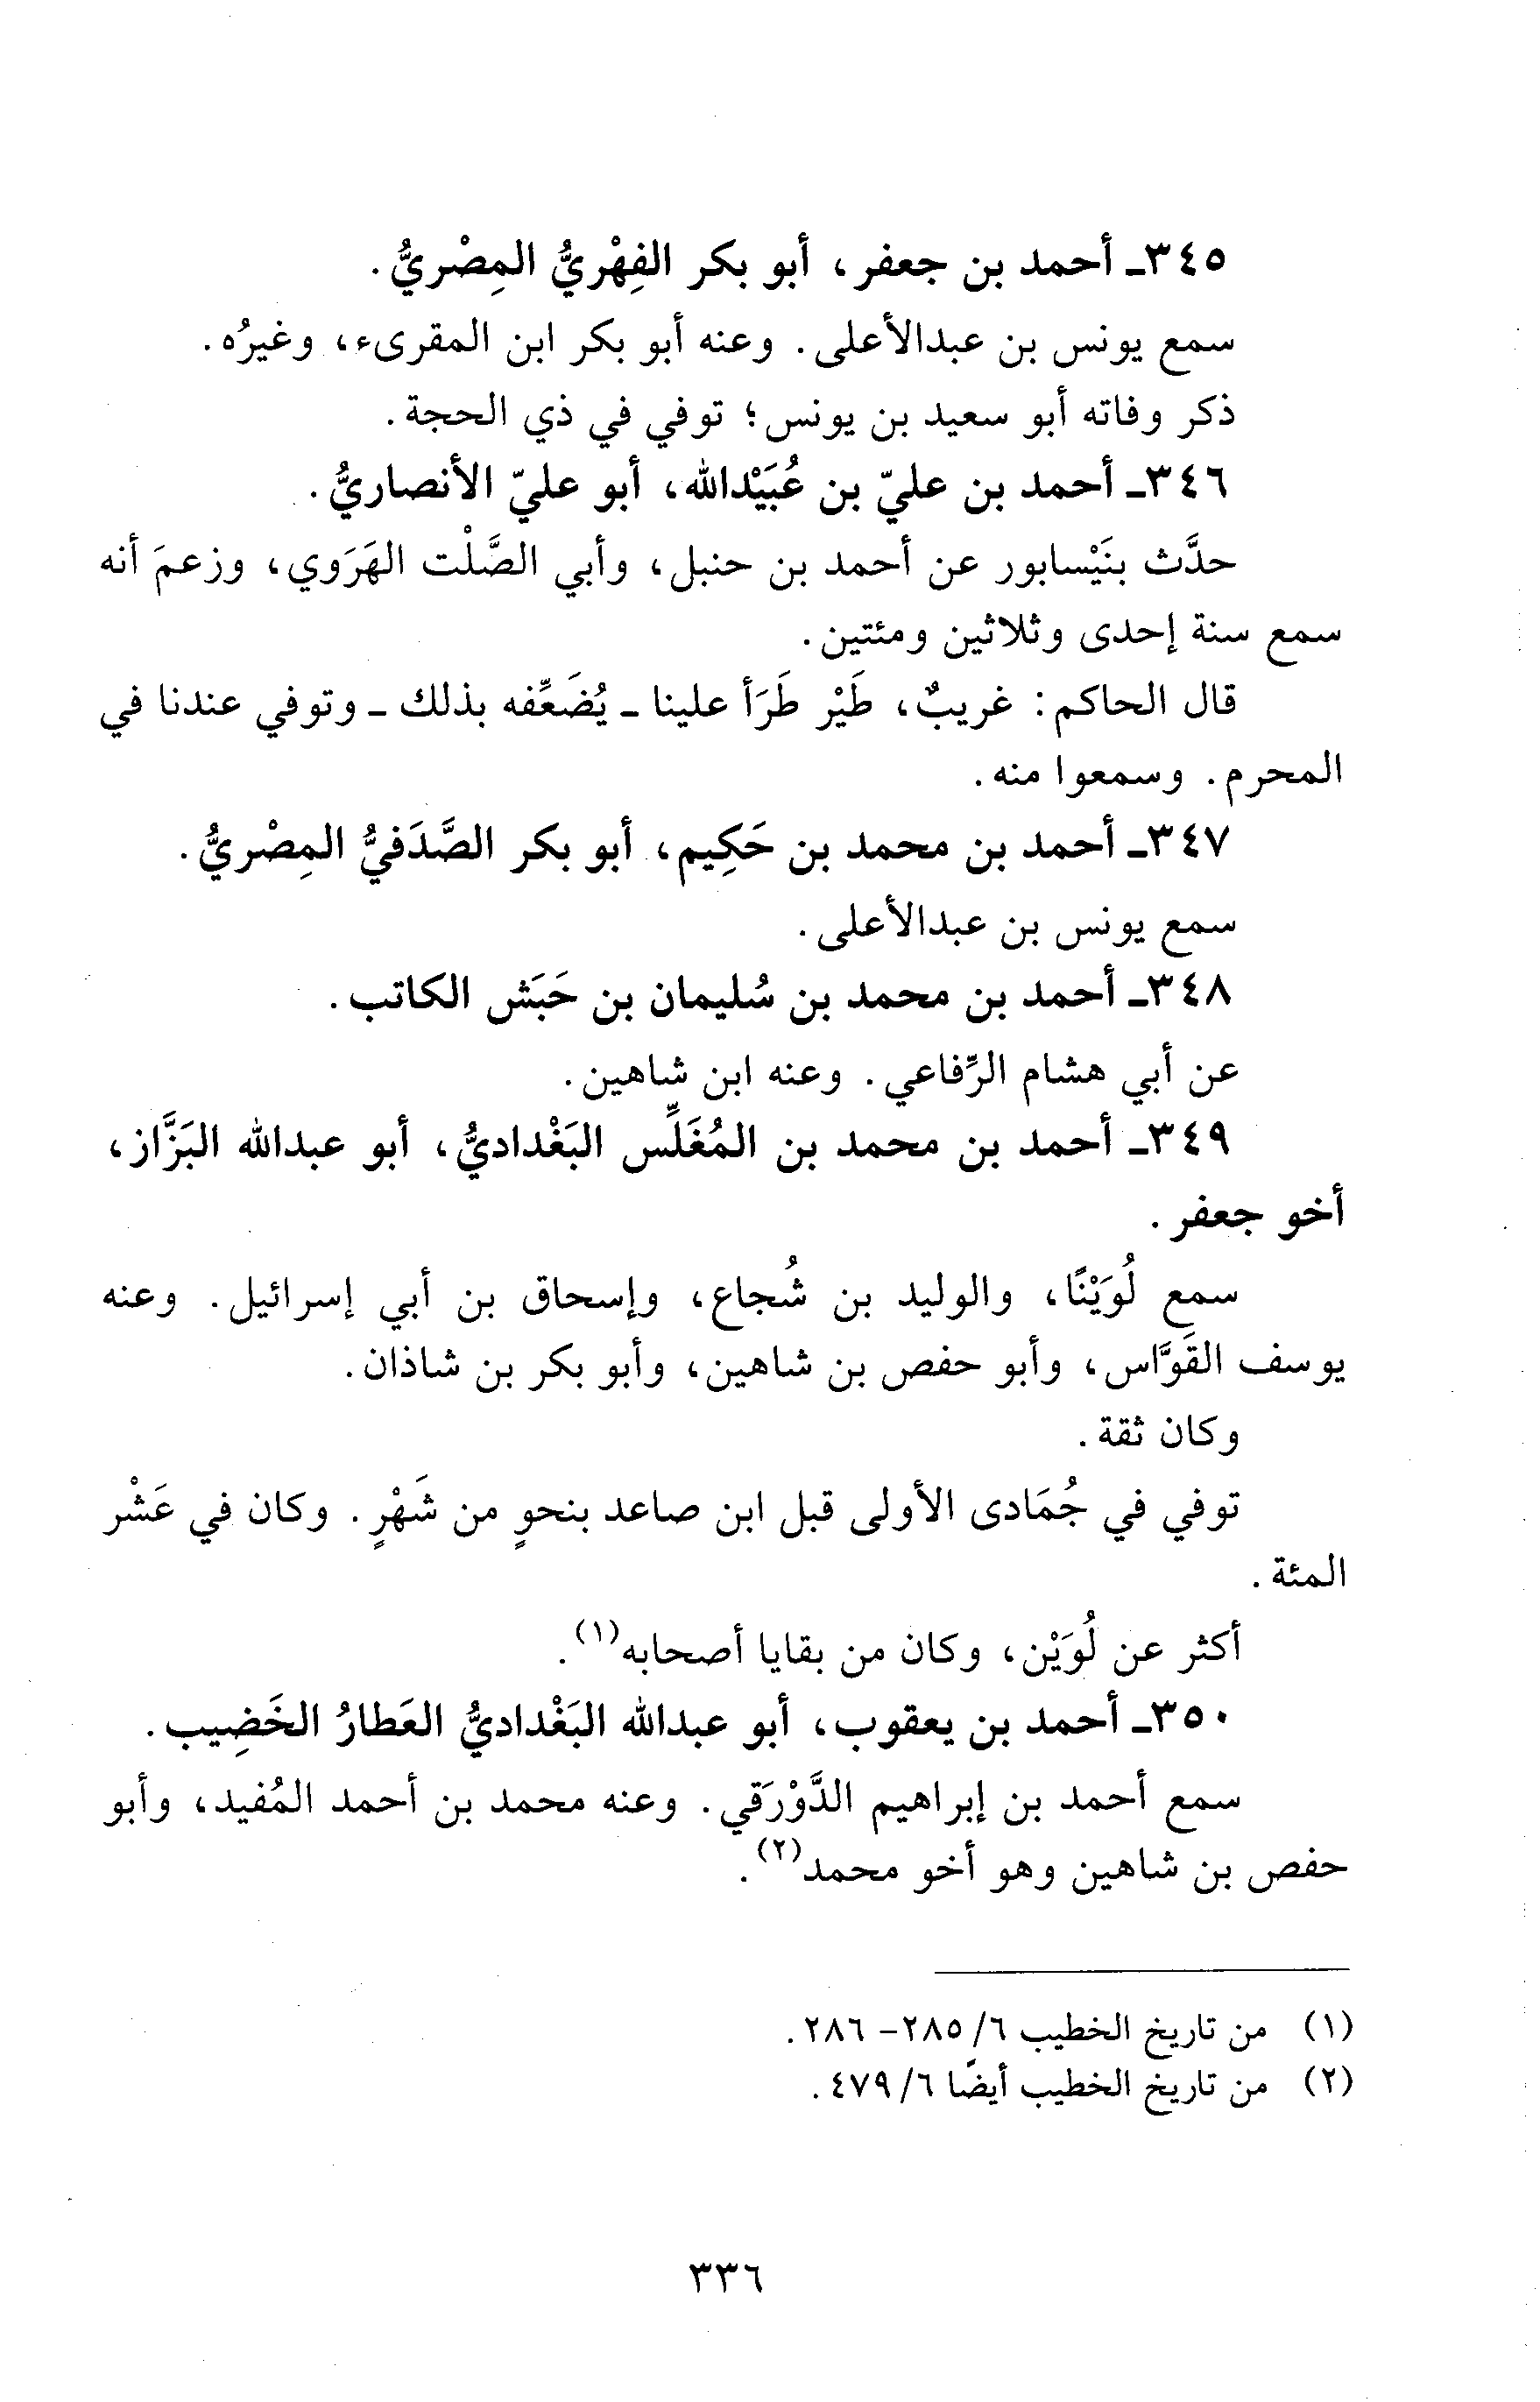 ٣٤٥ـ أحمد بن جعفر، أبو بكر الفِهْريُّ المِصْريُّ.
سمع يونس بن عبدالأعلى. وعنه أبو بكر ابن المقرىء، وغيرُه.
ذكر وفاته أبو سعيد بن يونس؛ توفي في ذي الحجة.
٣٤٦ـ أحمد بن عليّ بن عُبَيْدالله، أبو عليّ الأنصاريُّ.
حدَّث بنَيْسابور عن أحمد بن حنبل، وأبي الصَّلْت الهَرَوي، وزعمَ أنه
سمع سنة إحدى وثلاثين ومئتين.
قال الحاكم: غريبٌ، طَيْر طَرَأ علينا ـ يُضَعِّفه بذلك ـ وتوفي عندنا في
المحرم. وسمعوا منه.
٣٤٧ـ أحمد بن محمد بن حَكِيم، أبو بكر الصَّدَفيُّ المِصْريُّ.
سمع يونس بن عبدالأعلى.
٣٤٨ـ أحمد بن محمد بن سُليمان بن حَبَش الكاتب.
عن أبي هشام الرِّفاعي. وعنه ابن شاهين.
٣٤٩ـ أحمد بن محمد بن المُغَلِّس البَغْداديُّ، أبو عبدالله البَزَّاز،
أخو جعفر.
سمع لُوَيْنًا، والوليد بن شُجاع، وإسحاق بن أبي إسرائيل. وعنه
يوسف القَوَّاس، وأبو حفص بن شاهين، وأبو بكر بن شاذان.
وكان ثقة.
توفي في جُمَادى الأولى قبل ابن صاعد بنحوٍ من شَهْرٍ. وكان في عَشْر
المئة.
أكثر عن لُوَيْن، وكان من بقايا أصحابه(١).
٣٥٠ـ أحمد بن يعقوب، أبو عبدالله البَغْداديُّ العَطارُ الخَضِيب.
سمع أحمد بن إبراهيم الدَّوْرَقي. وعنه محمد بن أحمد المُفيد، وأبو
حفص بن شاهين وهو أخو محمد(٢).
(١) من تاريخ الخطيب ٦/ ٢٨٥- ٢٨٦.
(٢) من تاريخ الخطيب أيضًا ٦/ ٤٧٩.
٣٣٦